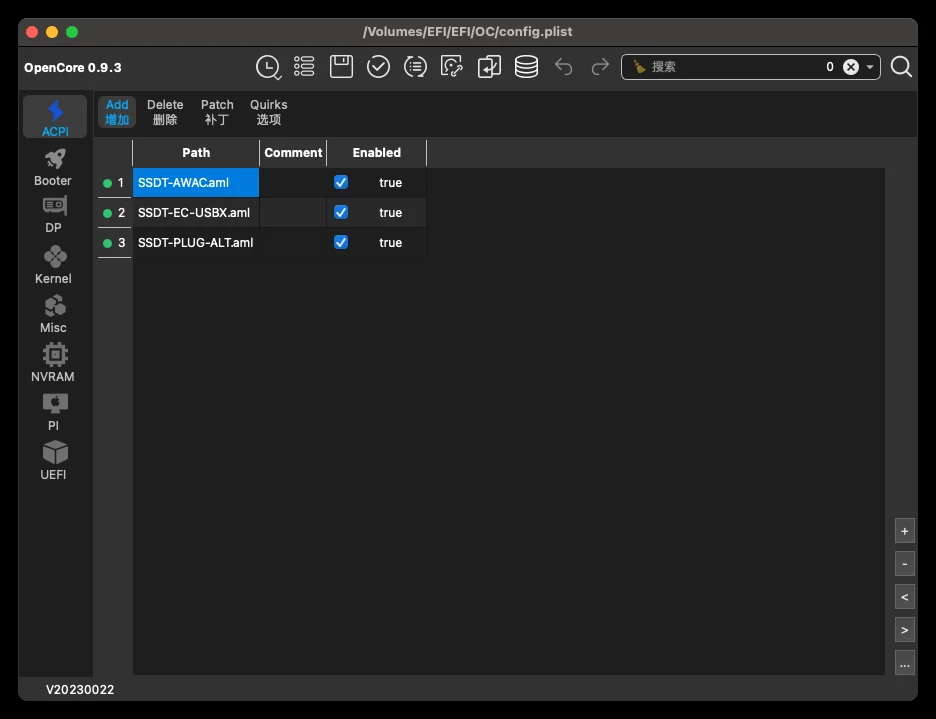 /Volumes/EFI/EFI/OC/config.plist
OpenCore 0.9.3
搜索
0
Add Delete Patch Quirks
增加 删除 补丁 选项
ACPI
Booter
DP
Kernel
Misc
NVRAM
PI
UEFI
Path Comment Enabled
1 SSDT-AWAC.aml true
2 SSDT-EC-USBX.aml true
3 SSDT-PLUG-ALT.aml true
+
-
<
>
...
V20230022